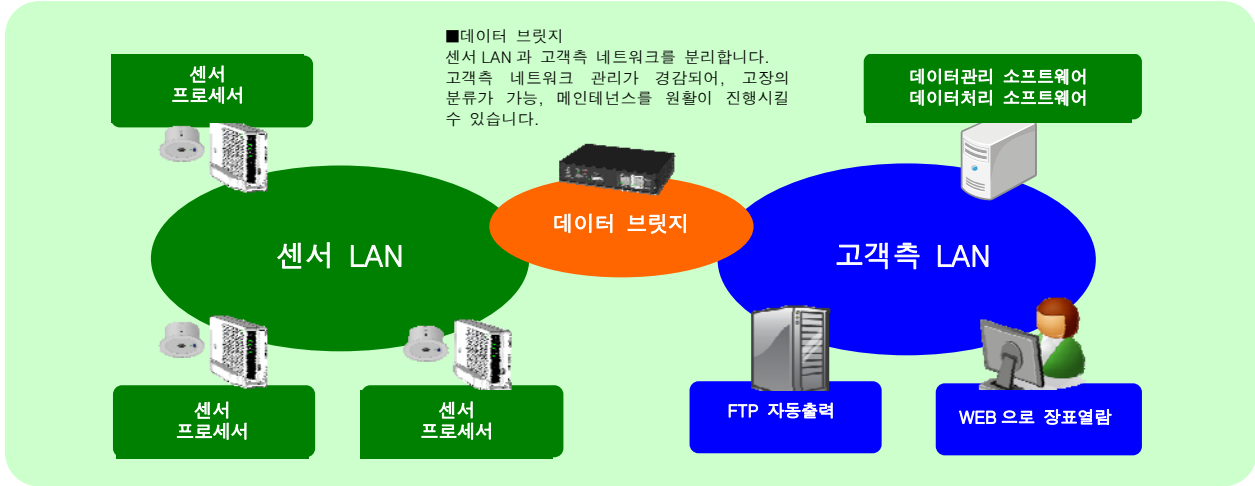 ■데이터 브릿지
센서 LAN 과 고객측 네트워크를 분리합니다.
고객측 네트워크 관리가 경감되어, 고장의
분류가 가능, 메인테넌스를 원활이 진행시킬
수 있습니다.
센서
프로세서
데이터관리 소프트웨어
데이터처리 소프트웨어
센서 LAN
데이터 브릿지
고객측 LAN
센서
프로세서
센서
프로세서
FTP 자동출력
WEB 으로 장표열람